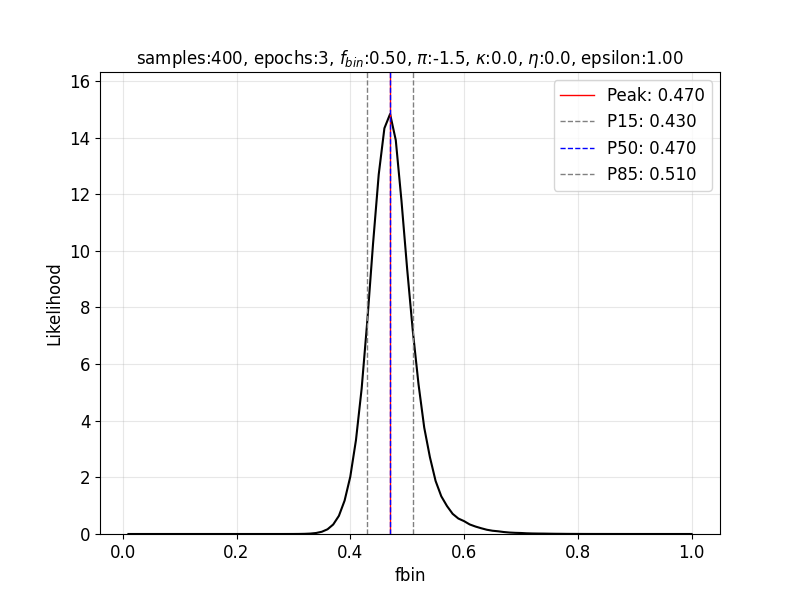 samples:400, epochs:3, f_bin:0.50, π:-1.5, κ:0.0, η:0.0, epsilon:1.00
Peak: 0.470
P15: 0.430
P50: 0.470
P85: 0.510
Likelihood
16
14
12
10
8
6
4
2
0
0.0 0.2 0.4 0.6 0.8 1.0
fbin